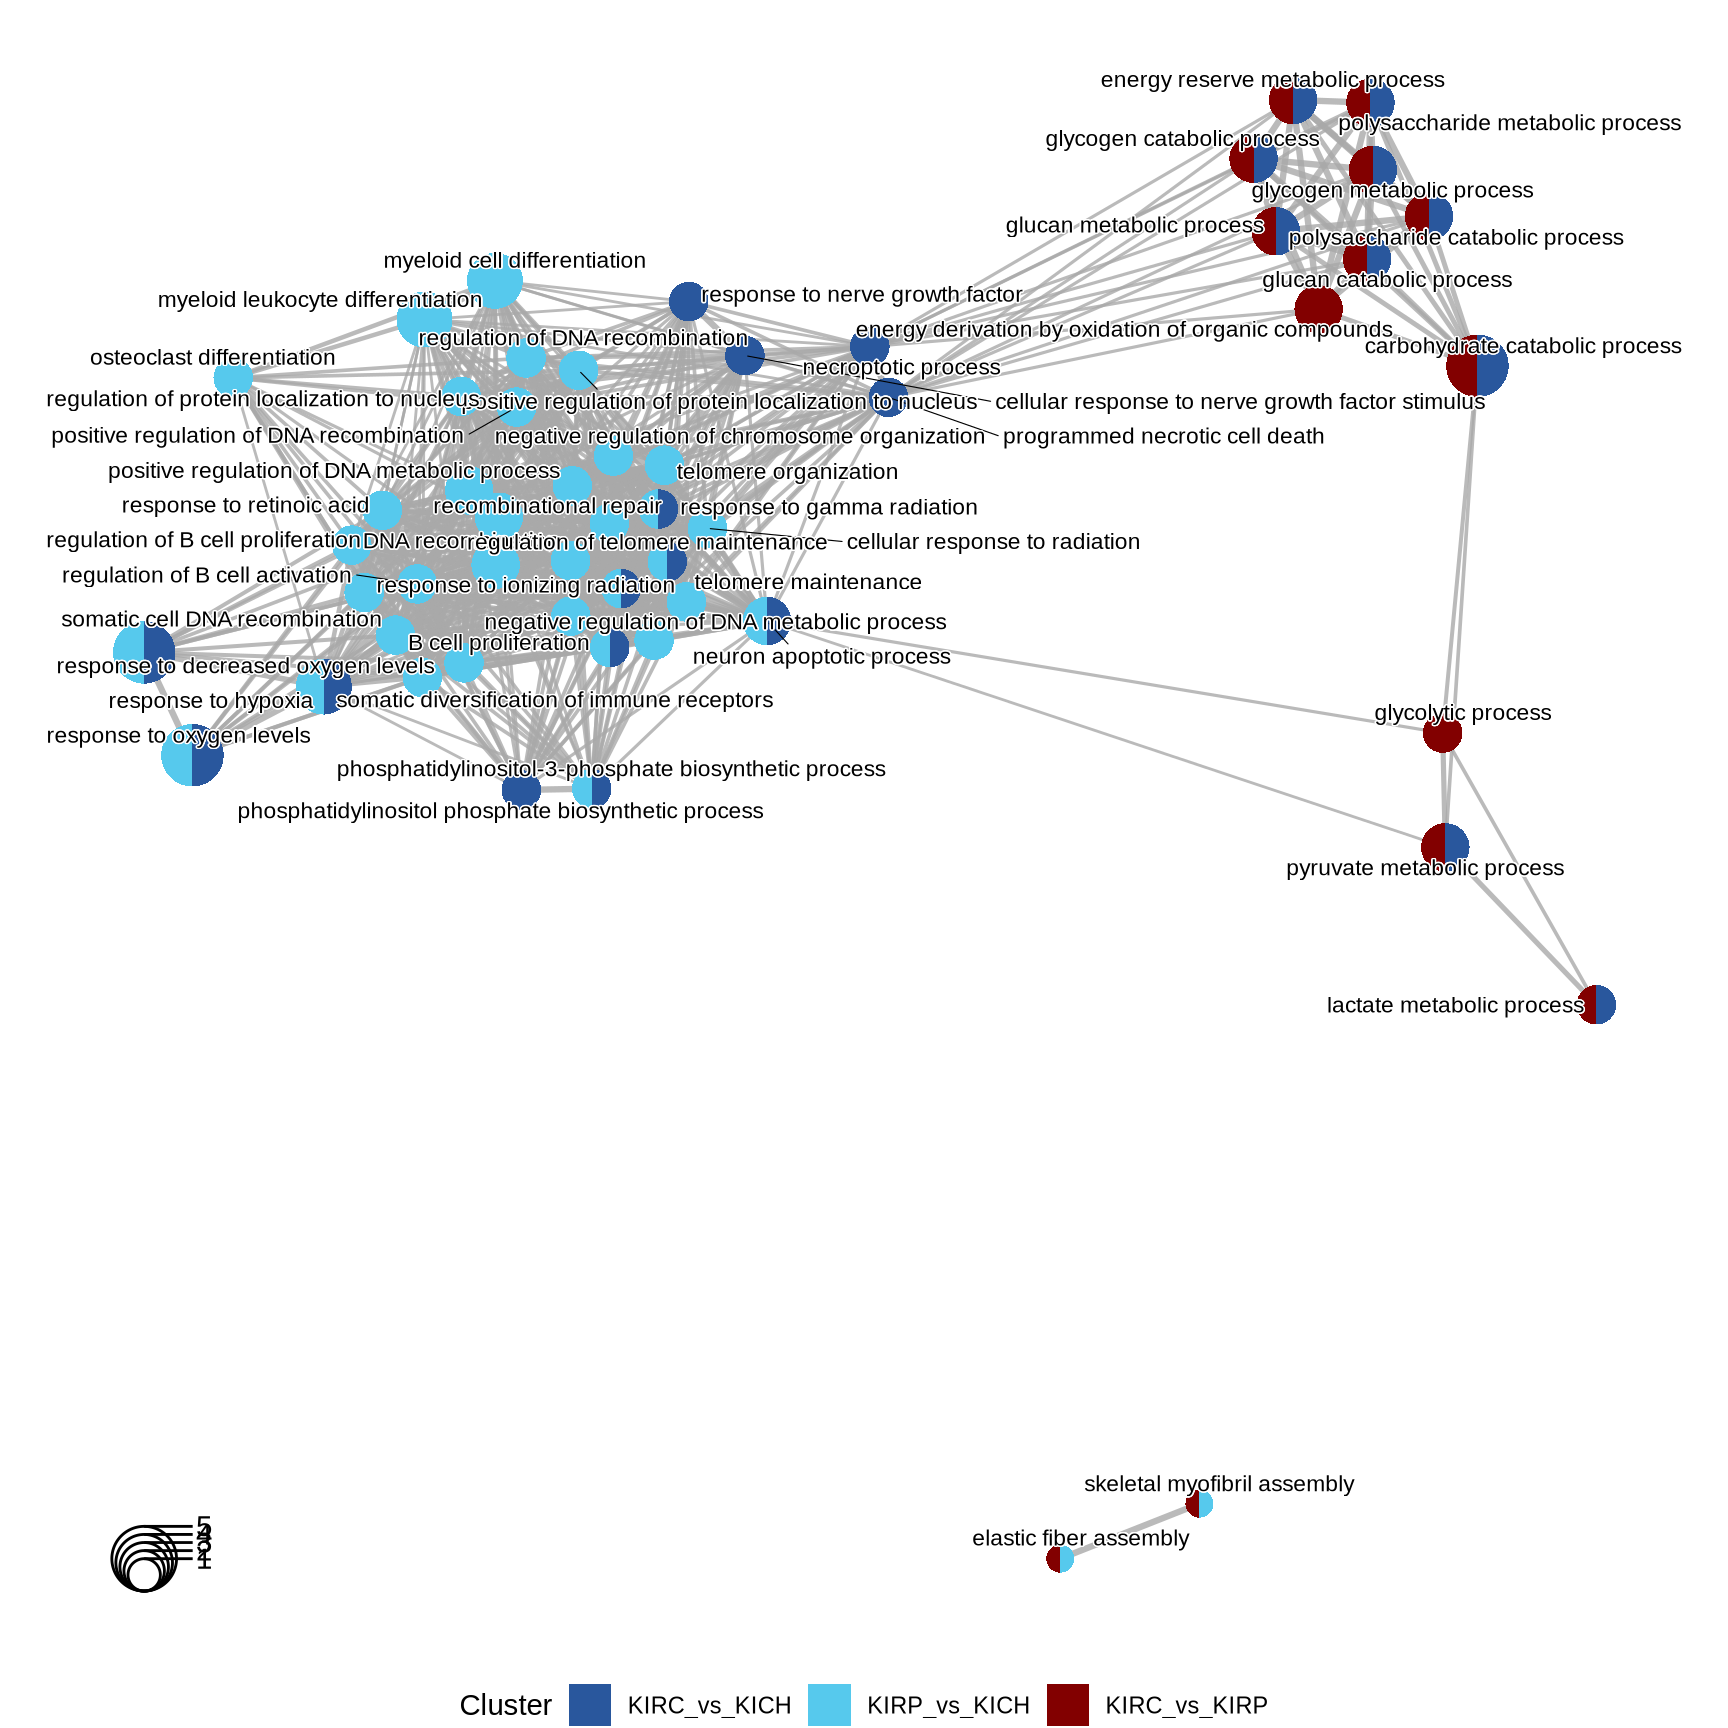 energy reserve metabolic process
polysaccharide metabolic process
glycogen catabolic process
glycogen metabolic process
glucan metabolic process
polysaccharide catabolic process
myeloid cell differentiation
glucan catabolic process
myeloid leukocyte differentiation
response to nerve growth factor
energy derivation by oxidation of organic compounds
regulation of DNA recombination
carbohydrate catabolic process
osteoclast differentiation
necroptotic process
regulation of protein localization to nucleus
positive regulation of protein localization to nucleus
cellular response to nerve growth factor stimulus
positive regulation of DNA recombination
negative regulation of chromosome organization
programmed necrotic cell death
positive regulation of DNA metabolic process
telomere organization
response to retinoic acid
recombinational repair
response to gamma radiation
regulation of B cell proliferation
DNA
regulation of telomere maintenance
cellular response to radiation
regulation of B cell activation
response to ionizing radiation
telomere maintenance
somatic cell DNA recombination
negative regulation of DNA metabolic process
B cell proliferation
neuron apoptotic process
response to decreased oxygen levels
response to hypoxia
somatic diversification of immune receptors
glycolytic process
response to oxygen levels
phosphatidylinositol-3-phosphate biosynthetic process
phosphatidylinositol phosphate biosynthetic process
pyruvate metabolic process
lactate metabolic process
skeletal myofibril assembly
elastic fiber assembly
5
4
3
2
1
Cluster
KIRC_vs_KICH
KIRP_vs_KICH
KIRC_vs_KIRP